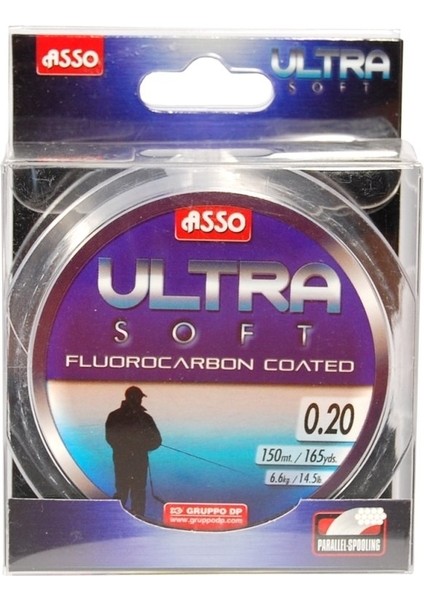 ASSO
ULTRA
SOFT
ASSO
ULTRA
SOFT
FLUOROCARBON COATED
0.20
150mt. / 165yds.
6.6kg / 14.5lb
GRUPPO DP
www.gruppodp.com
PARALLEL-SPOOLING